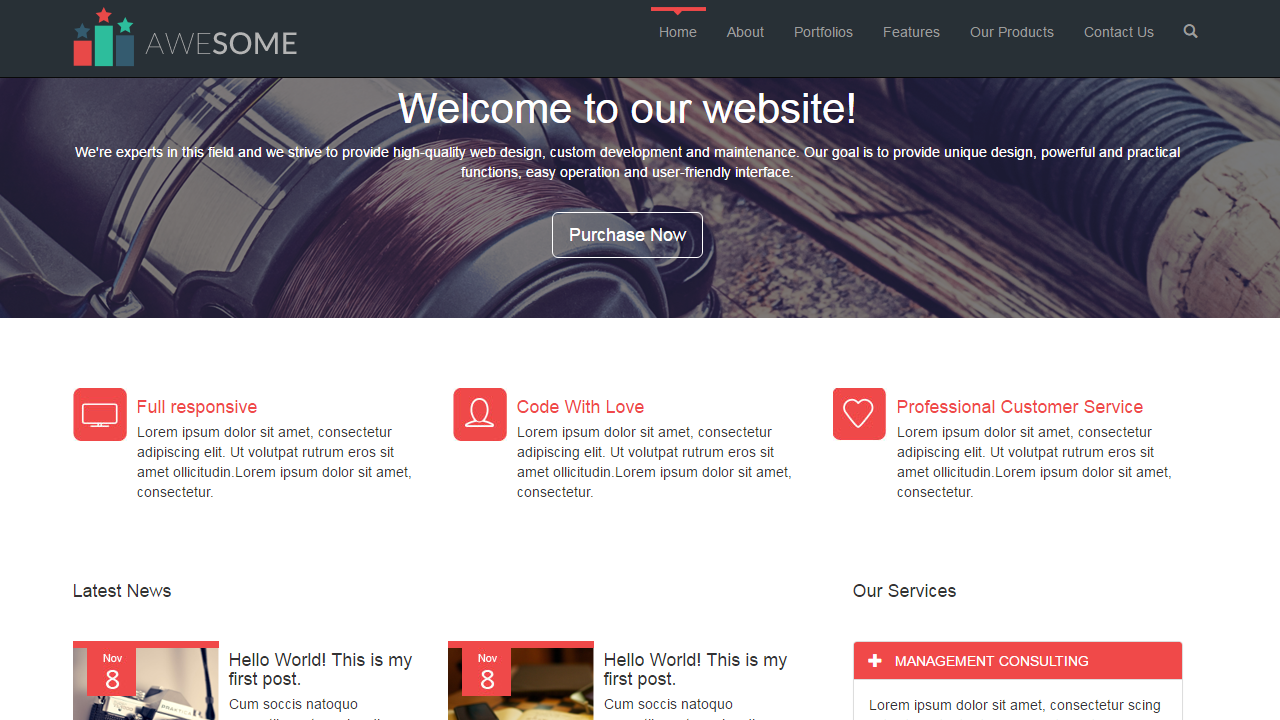 AWESOME
Home About Portfolios Features Our Products Contact Us
Welcome to our website!
We're experts in this field and we strive to provide high-quality web design, custom development and maintenance. Our goal is to provide unique design, powerful and practical
functions, easy operation and user-friendly interface.
Purchase Now
Full responsive
Lorem ipsum dolor sit amet, consectetur
adipiscing elit. Ut volutpat rutrum eros sit
amet ollicitudin.Lorem ipsum dolor sit amet,
consectetur.
Code With Love
Lorem ipsum dolor sit amet, consectetur
adipiscing elit. Ut volutpat rutrum eros sit
amet ollicitudin.Lorem ipsum dolor sit amet,
consectetur.
Professional Customer Service
Lorem ipsum dolor sit amet, consectetur
adipiscing elit. Ut volutpat rutrum eros sit
amet ollicitudin.Lorem ipsum dolor sit amet,
consectetur.
Latest News
Nov
8
Hello World! This is my
first post.
Cum soccis natoquo
Nov
8
Hello World! This is my
first post.
Cum soccis natoquo
Our Services
MANAGEMENT CONSULTING
Lorem ipsum dolor sit amet, consectetur scing